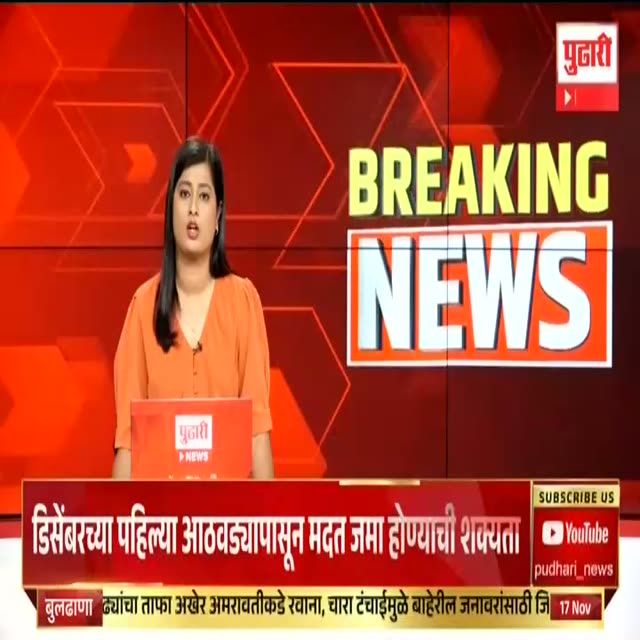 पुढारी
BREAKING
NEWS
पुढारी
NEWS
डिसेंबरच्या पहिल्या आठवड्यापासून मदत जमा होण्याची शक्यता
SUBSCRIBE US
YouTube
pudhari_news
बुलढाणा
ढ्यांचा ताफा अखेर अमरावतीकडे रवाना, चारा टंचाईमुळे बाहेरील जनावरांसाठी जि
17 Nov